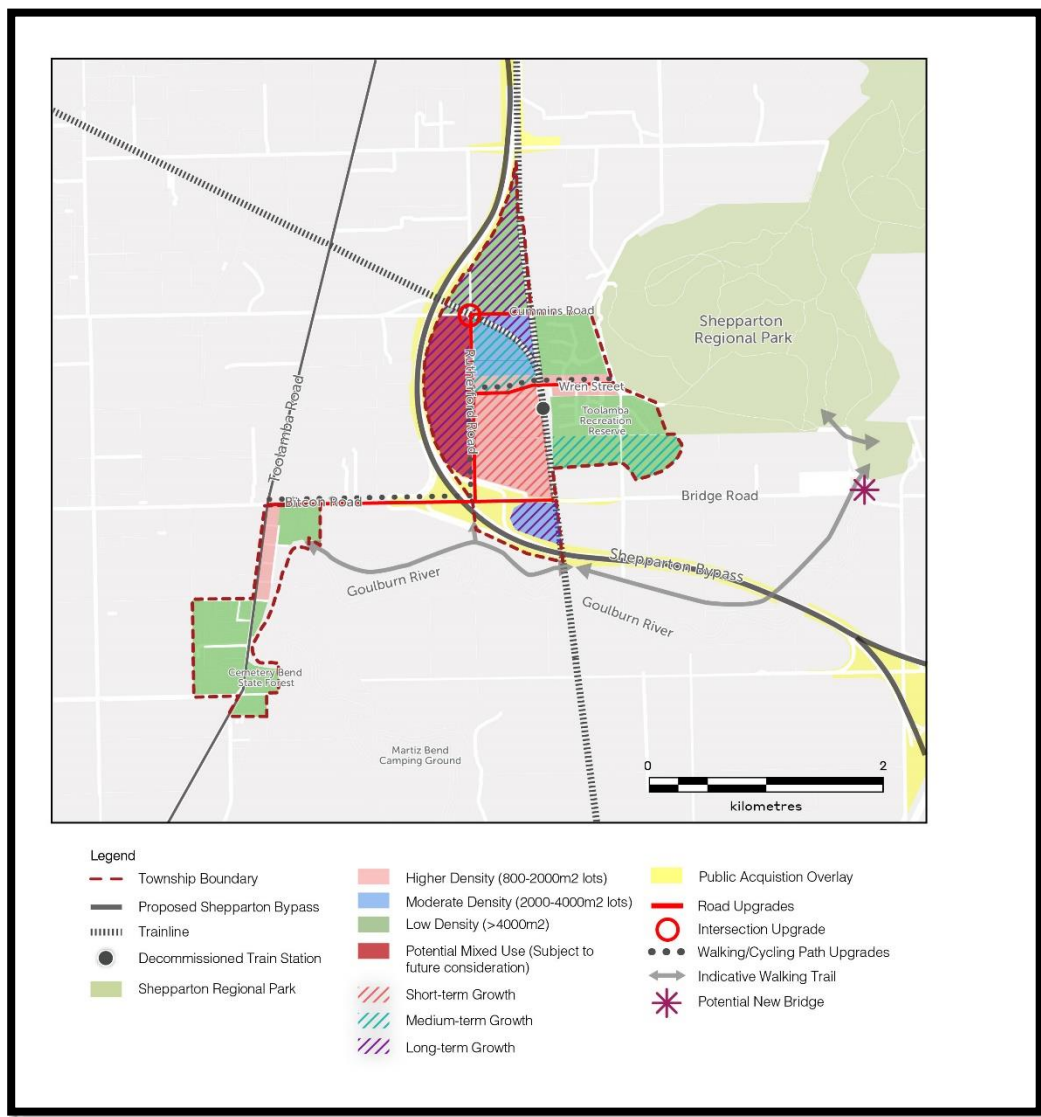 Cummins Road
Shepparton
Regional Park
Rutherford Road
Wren Street
Toolamba
Recreation
Reserve
Toolamba Road
Bitcon Road
Bridge Road
Shepparton Bypass
Goulburn River
Goulburn River
Cemetery Bend
State Forest
Martiz Bend
Camping Ground
0 2
kilometres
Legend
Township Boundary
Proposed Shepparton Bypass
Trainline
Decommissioned Train Station
Shepparton Regional Park
Higher Density (800-2000m2 lots)
Moderate Density (2000-4000m2 lots)
Low Density (>4000m2)
Potential Mixed Use (Subject to
future consideration)
Short-term Growth
Medium-term Growth
Long-term Growth
Public Acquistion Overlay
Road Upgrades
Intersection Upgrade
Walking/Cycling Path Upgrades
Indicative Walking Trail
Potential New Bridge